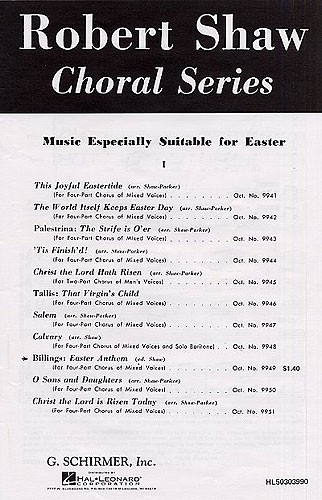 Robert Shaw
Choral Series
Music Especially Suitable for Easter
I
This Joyful Eastertide (arr. Shaw-Parker)
(For Four-Part Chorus of Mixed Voices) . . . . . . . . . Oct. No. 9941
The World Itself Keeps Easter Day (arr. Shaw-Parker)
(For Four-Part Chorus of Mixed Voices) . . . . . . . . . Oct. No. 9942
Palestrina: The Strife is O'er (arr. Shaw-Parker)
(For Four-Part Chorus of Mixed Voices) . . . . . . . . . Oct. No. 9943
'Tis Finish'd! (arr. Shaw-Parker)
(For Four-Part Chorus of Mixed Voices) . . . . . . . . . Oct. No. 9944
Christ the Lord Hath Risen (arr. Shaw-Parker)
(For Two-Part Chorus of Men's Voices) . . . . . . . . . Oct. No. 9945
Tallis: That Virgin's Child
(For Four-Part Chorus of Mixed Voices) . . . . . . . . . Oct. No. 9946
Salem (arr. Shaw-Parker)
(For Four-Part Chorus of Mixed Voices) . . . . . . . . . Oct. No. 9947
Calvary (arr. Shaw-Parker)
(For Four-Part Chorus of Mixed Voices and Solo Baritone) . . Oct. No. 9948
Billings: Easter Anthem (ed. Shaw)
(For Four-Part Chorus of Mixed Voices) . . . . . . . . . Oct. No. 9949 $1.40
O Sons and Daughters (arr. Shaw-Parker)
(For Four-Part Chorus of Mixed Voices) . . . . . . . . . Oct. No. 9950
Christ the Lord is Risen Today (arr. Shaw-Parker)
(For Four-Part Chorus of Mixed Voices) . . . . . . . . . Oct. No. 9951
G. SCHIRMER, Inc.
DISTRIBUTED BY
HAL•LEONARD
CORPORATION
HL50303990